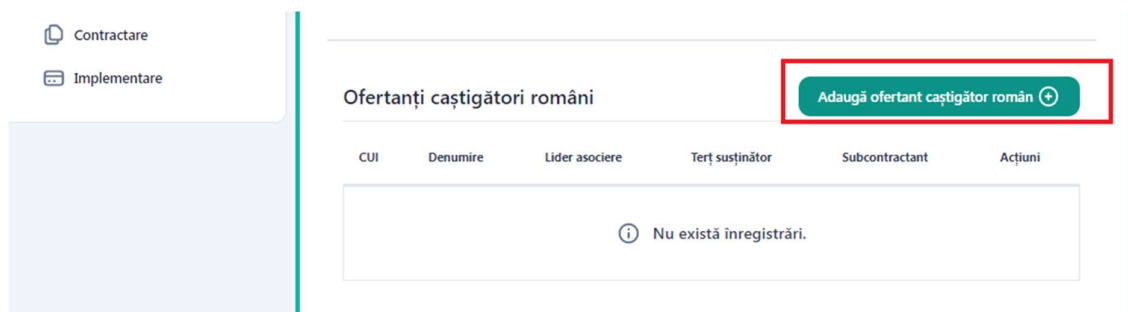 Contractare
Implementare
Ofertanți caștigători români
Adaugă ofertant caștigător român
CUI Denumire Lider asociere Terț susținător Subcontractant Acțiuni
Nu există înregistrări.